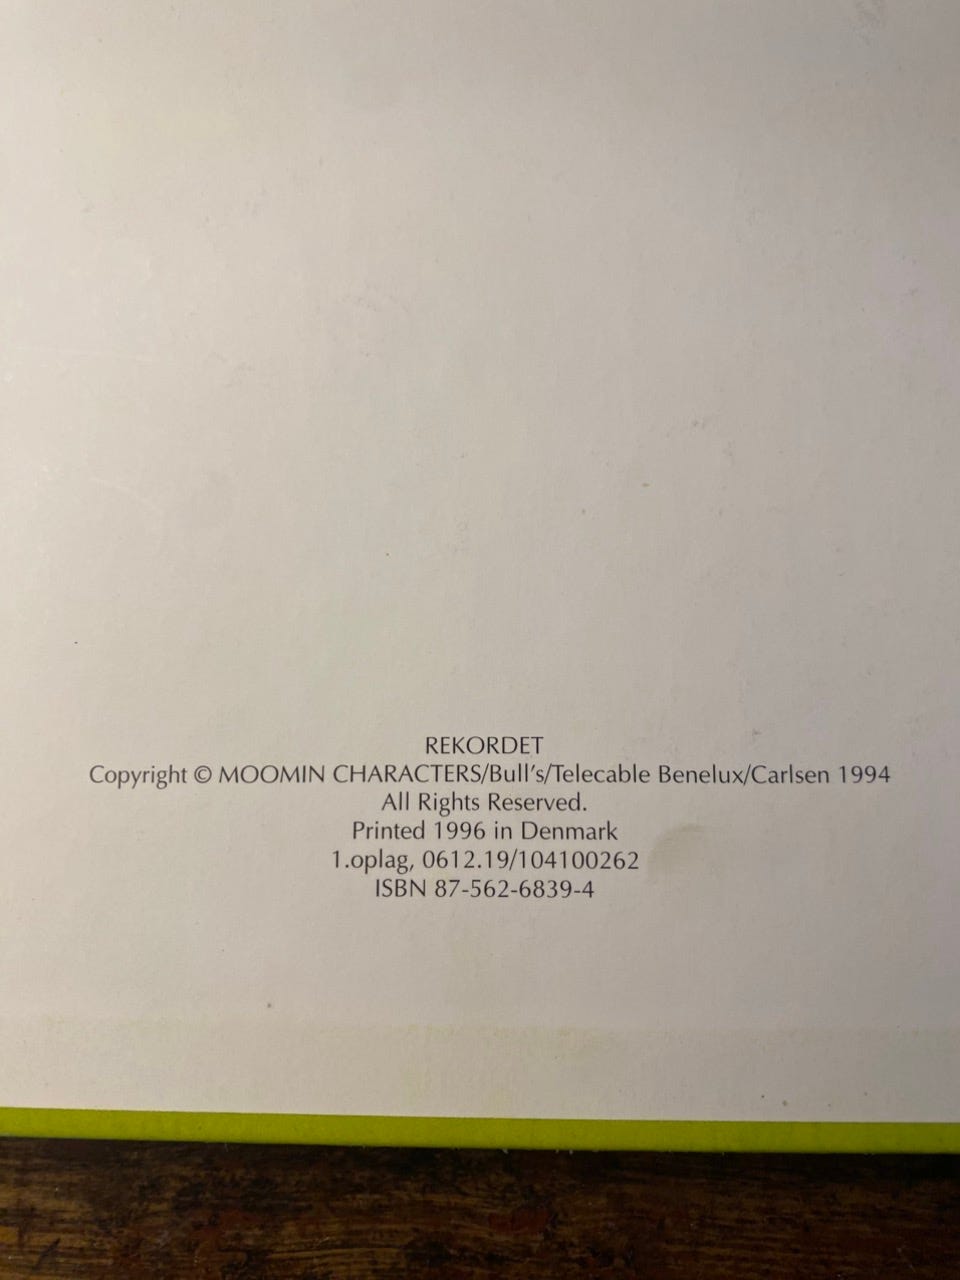 REKORDET
Copyright © MOOMIN CHARACTERS/Bull's/Telecable Benelux/Carlsen 1994
All Rights Reserved.
Printed 1996 in Denmark
1.oplag, 0612.19/104100262
ISBN 87-562-6839-4